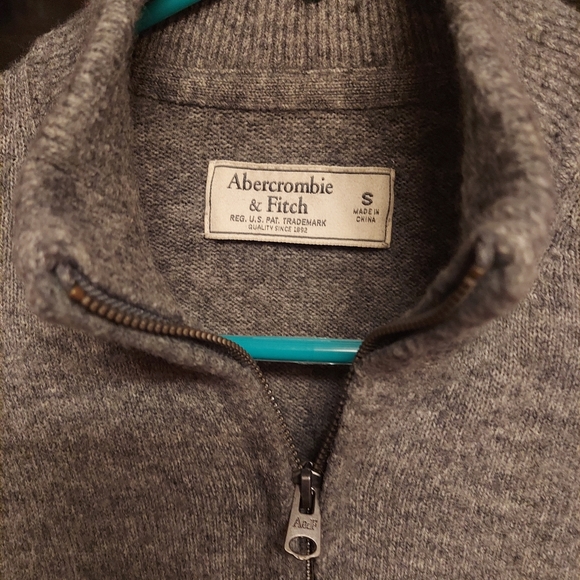 Abercrombie
& Fitch
REG. U.S. PAT. TRADEMARK
QUALITY SINCE 1892
S
MADE IN
CHINA
A&F